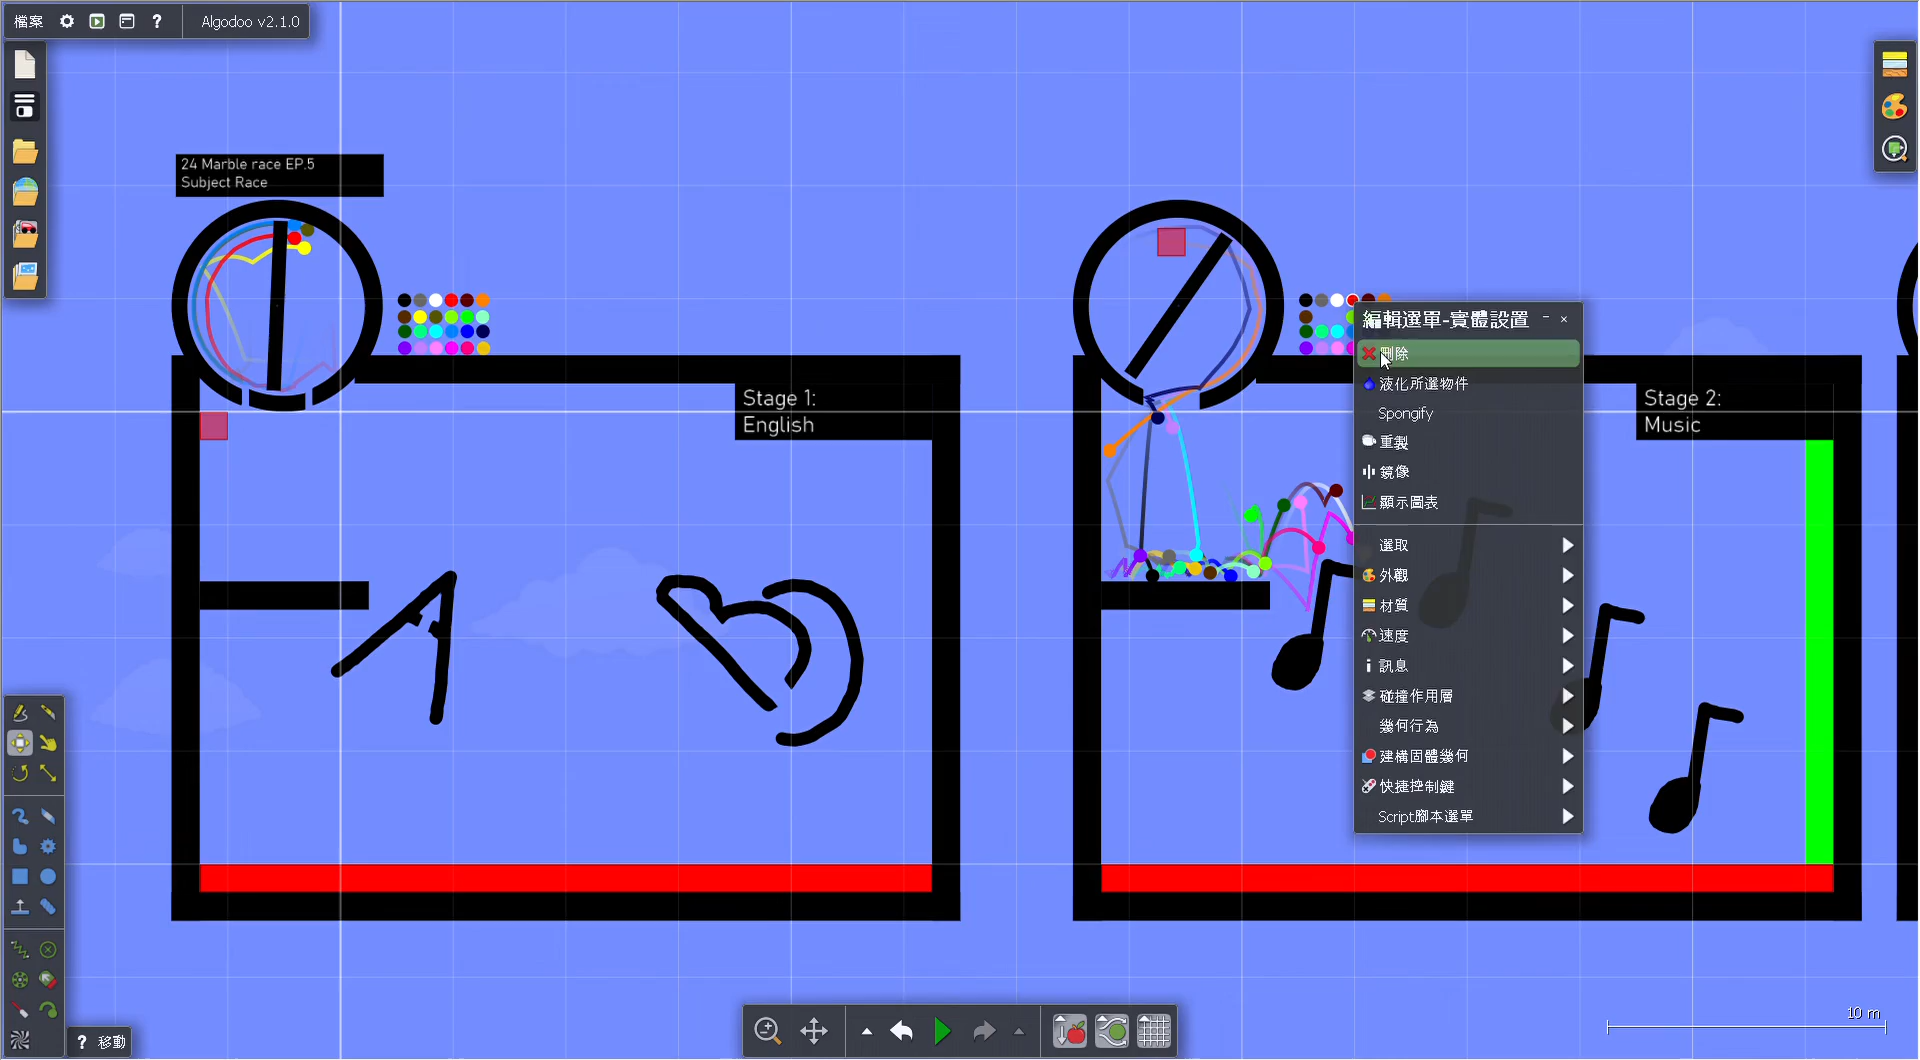 檔案
?
Algodoo v2.1.0
24 Marble race EP.5
Subject Race
Stage 1:
English
Stage 2:
Music
編輯選單-實體設置
刪除
液化所選物件
Spongify
重製
鏡像
顯示圖表
選取
外觀
材質
速度
訊息
碰撞作用層
幾何行為
建構固體幾何
快捷控制鍵
Script腳本選單
10 m
? 移動